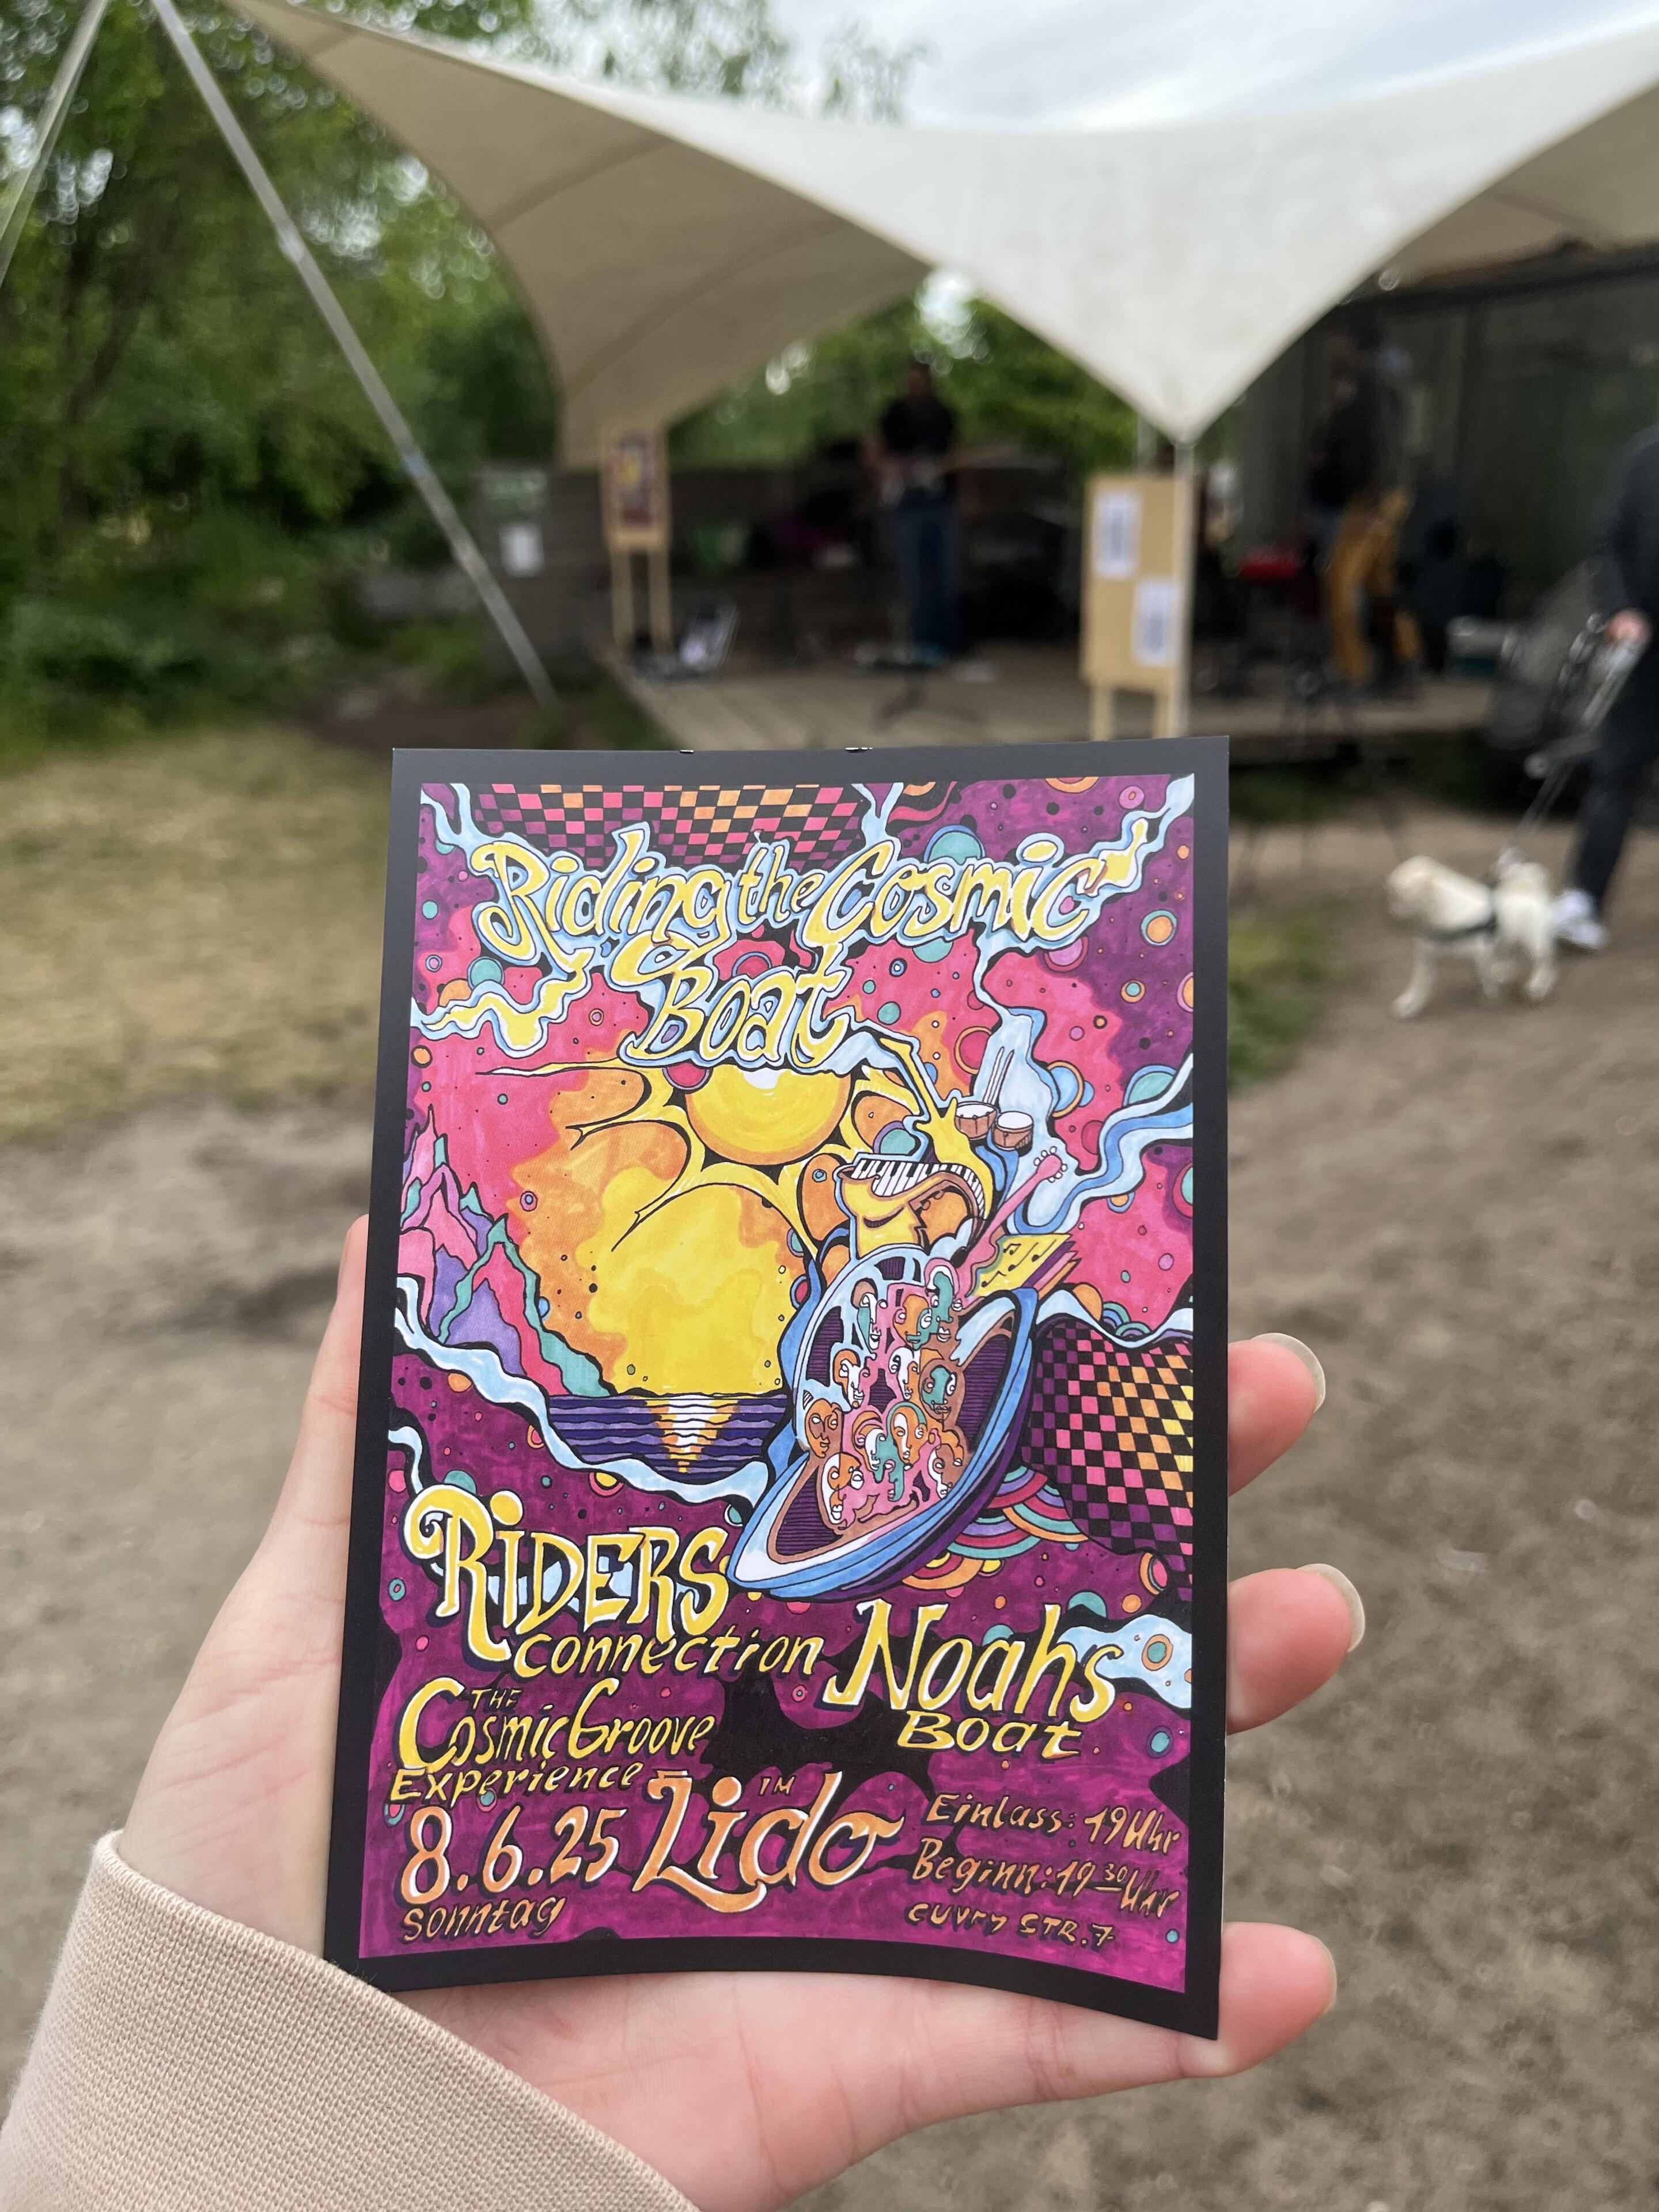 Riding the Cosmic
Boat
RiDERS
connection
Noahs
Boat
THE
Cosmic Groove
Experience
8.6.25
Sonntag
IM
Lido
Einlass: 19 Uhr
Beginn: 19 30 Uhr
CUVRY STR. 7